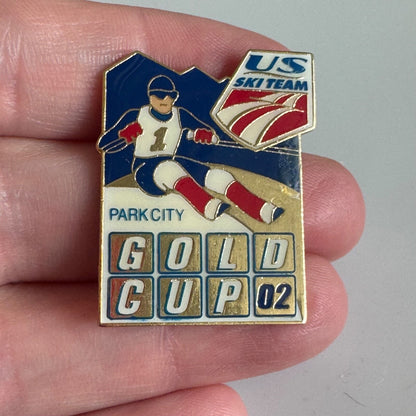 US
SKI TEAM
1
PARK CITY
GOLD
CUP 02